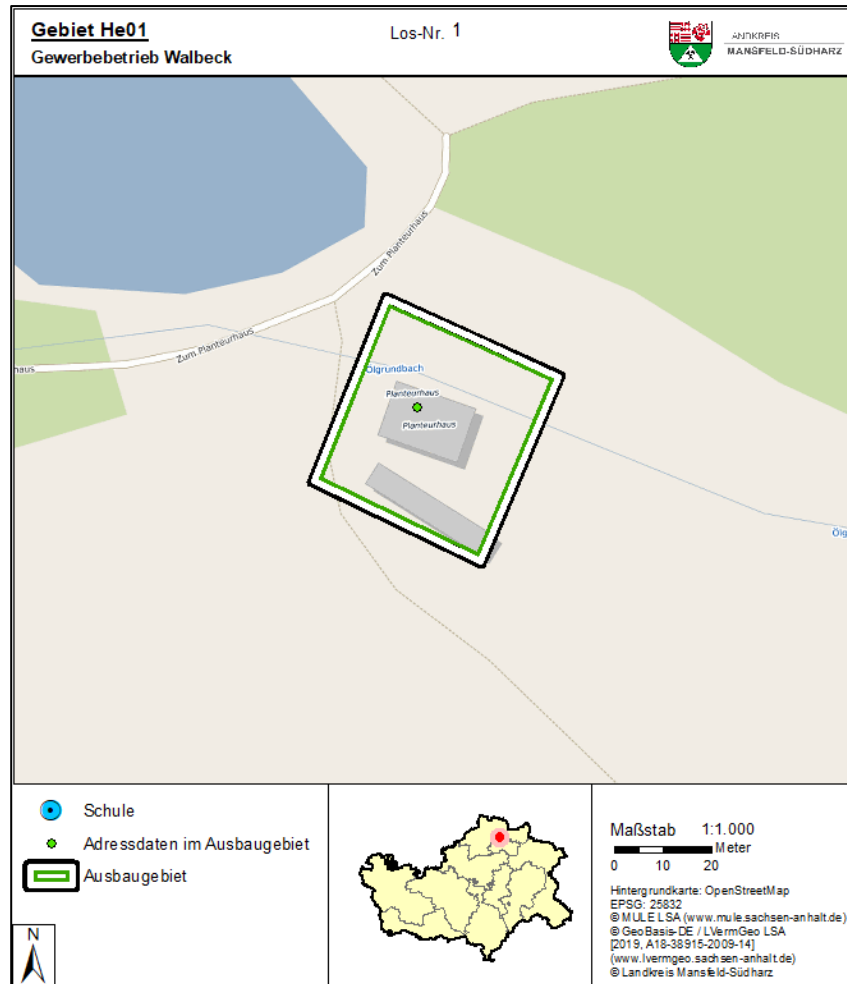 Gebiet He01
Los-Nr. 1
Gewerbebetrieb Walbeck
ANDKREIS
MANSFELD-SÜDHARZ
Zum Planteurhaus
Zum Planteurhaus
haus
Ölgrundbach
Planteurhaus
Planteurhaus
Ölg
Schule
Adressdaten im Ausbaugebiet
Ausbaugebiet
N
Maßstab 1:1.000
Meter
0 10 20
Hintergrundkarte: OpenStreetMap
EPSG: 25832
© MULE LSA (www.mule.sachsen-anhalt.de)
© GeoBasis-DE / LVermGeo LSA
[2019, A18-38915-2009-14]
(www.lvermgeo.sachsen-anhalt.de)
© Landkreis Mansfeld-Südharz